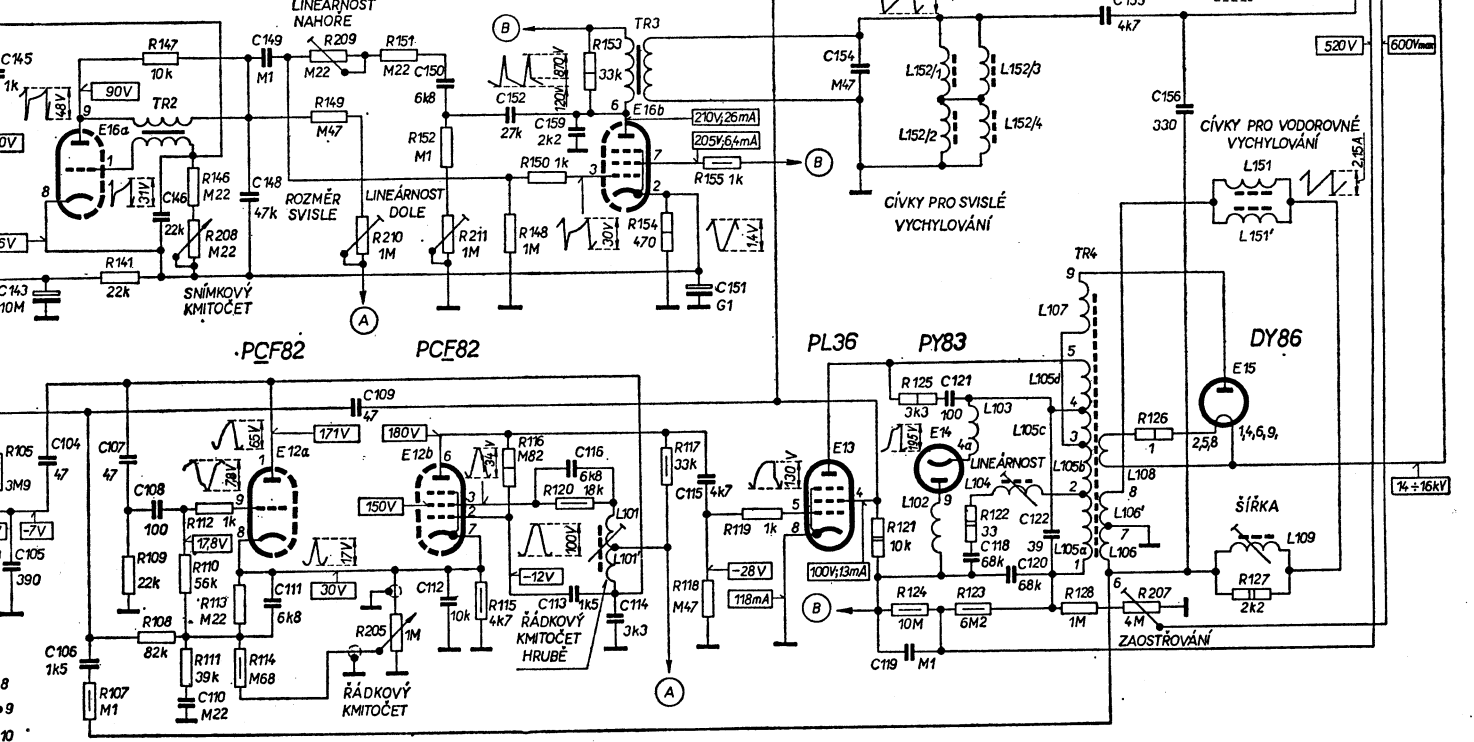 LINEÁRNOST
NAHOŘE
R209
M22
R151
M22
C149
M1
R147
10k
C145
1k
90V
TR2
9
E16a
1
8
48V
31V
C146
22k
R146
M22
R208
M22
C148
47k
R149
M47
ROZMĚR
SVISLE
LINEÁRNOST
DOLE
R210
1M
A
R141
22k
C143
10M
SNÍMKOVÝ
KMITOČET
C150
6k8
R152
M1
R211
1M
C152
27k
C159
2k2
B
R153
33k
TR3
870V
120V
6
E16b
210V;26mA
205V;6,4mA
7
R155 1k
B
R150 1k
3
2
R148
1M
30V
R154
470
1,4V
C151
G1
C154
M47
L152/1
L152/3
L152/2
L152/4
CÍVKY PRO SVISLÉ
VYCHYLOVÁNÍ
4k7
520V
600Vmax
C156
330
CÍVKY PRO VODOROVNÉ
VYCHYLOVÁNÍ
L151
L151'
2,15A
PCF82
PCF82
PL36
PY83
DY86
TR4
9
L107
5
L105d
4
L105c
3
L105b
2
L105a
1
E15
R126
1
2,5,8
1,4,6,9,
L108
8
L106'
7
L106
14÷16kV
ŠÍŘKA
L109
R127
2k2
6
R207
4M
ZAOSTŘOVÁNÍ
R128
1M
R105
3M9
C104
47
-7V
C105
390
C107
47
C109
47
65V
171V
E12a
1
9
8
C108
100
R112 1k
17,8V
R109
22k
R110
56k
R113
M22
C111
6k8
17V
30V
R108
82k
C106
1k5
R107
M1
R111
39k
C110
M22
R114
M68
R205
1M
ŘÁDKOVÝ
KMITOČET
180V
E12b
6
150V
3
2
7
34V
R116
M82
C116
6k8
R120 18k
L101
L101'
100V
-12V
C112
10k
R115
4k7
C113 1k5
C114
3k3
ŘÁDKOVÝ
KMITOČET
HRUBĚ
R117
33k
A
C115
4k7
R119 1k
-28V
118mA
R118
M47
130V
E13
4
5
8
100V;13mA
R121
10k
R125
3k3
C121
100
L103
E14
4a
195V
L102
9
LINEÁRNOST
L104
R122
33
C118
68k
C122
39
C120
68k
B
R124
10M
R123
6M2
C119
M1
8
9
10